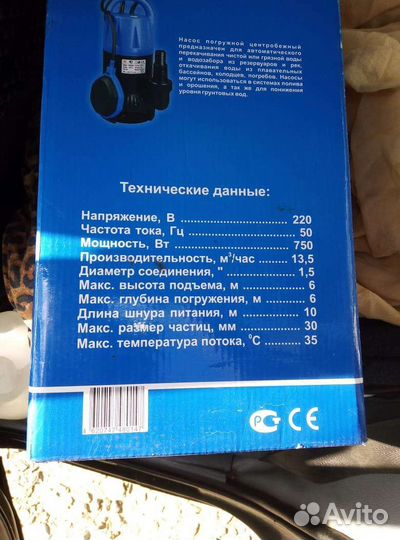 Насос погружной центробежный
предназначен для автоматического
перекачивания чистой или грязной воды
и водозабора из резервуаров и рек,
откачивания воды из плавательных
бассейнов, колодцев, погребов. Насосы
могут использоваться в системах полива
и орошения, а так же для понижения
уровня грунтовых вод.
Технические данные:
Напряжение, В ........ 220
Частота тока, Гц ........ 50
Мощность, Вт ........ 750
Производительность, м³/час ........ 13,5
Диаметр соединения, " ........ 1,5
Макс. высота подъема, м ........ 6
Макс. глубина погружения, м ........ 6
Длина шнура питания, м ........ 10
Макс. размер частиц, мм ........ 30
Макс. температура потока, °С ........ 35
РСТ CE
Avito